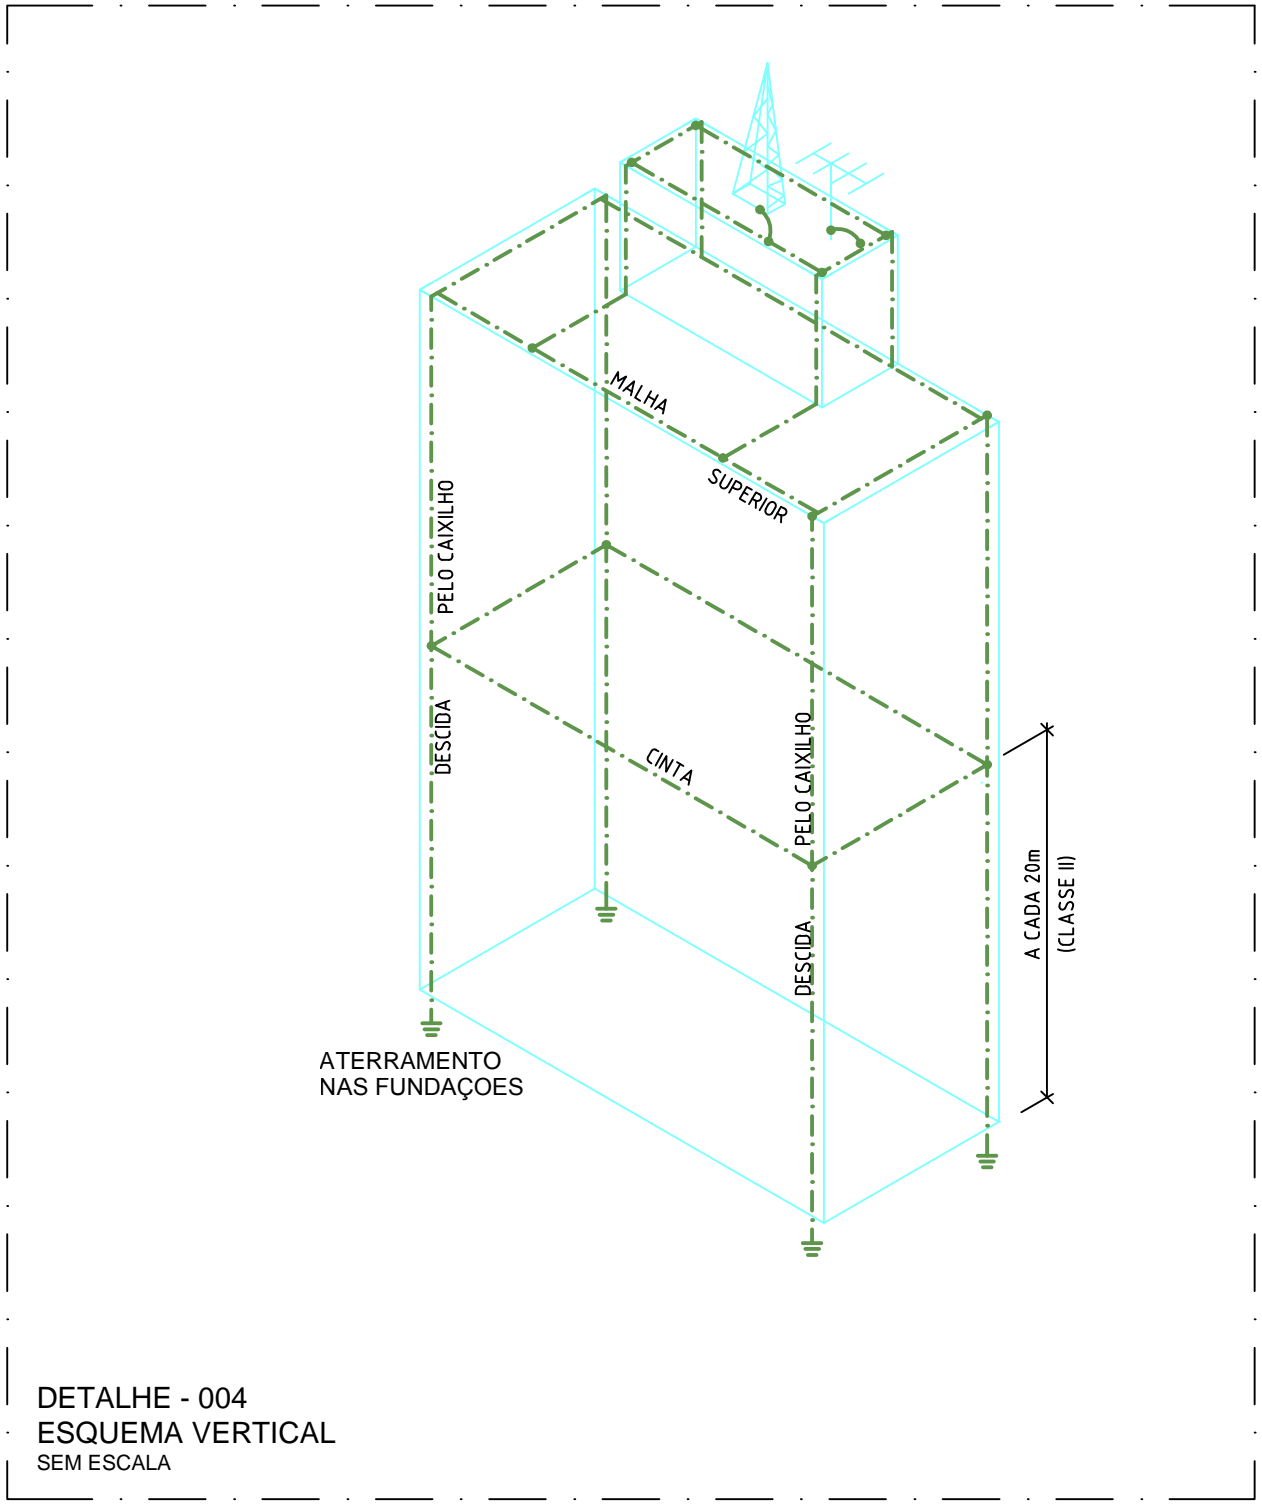 MALHA
SUPERIOR
PELO CAIXILHO
DESCIDA
CINTA
PELO CAIXILHO
DESCIDA
A CADA 20m
(CLASSE II)
ATERRAMENTO
NAS FUNDAÇOES
DETALHE - 004
ESQUEMA VERTICAL
SEM ESCALA